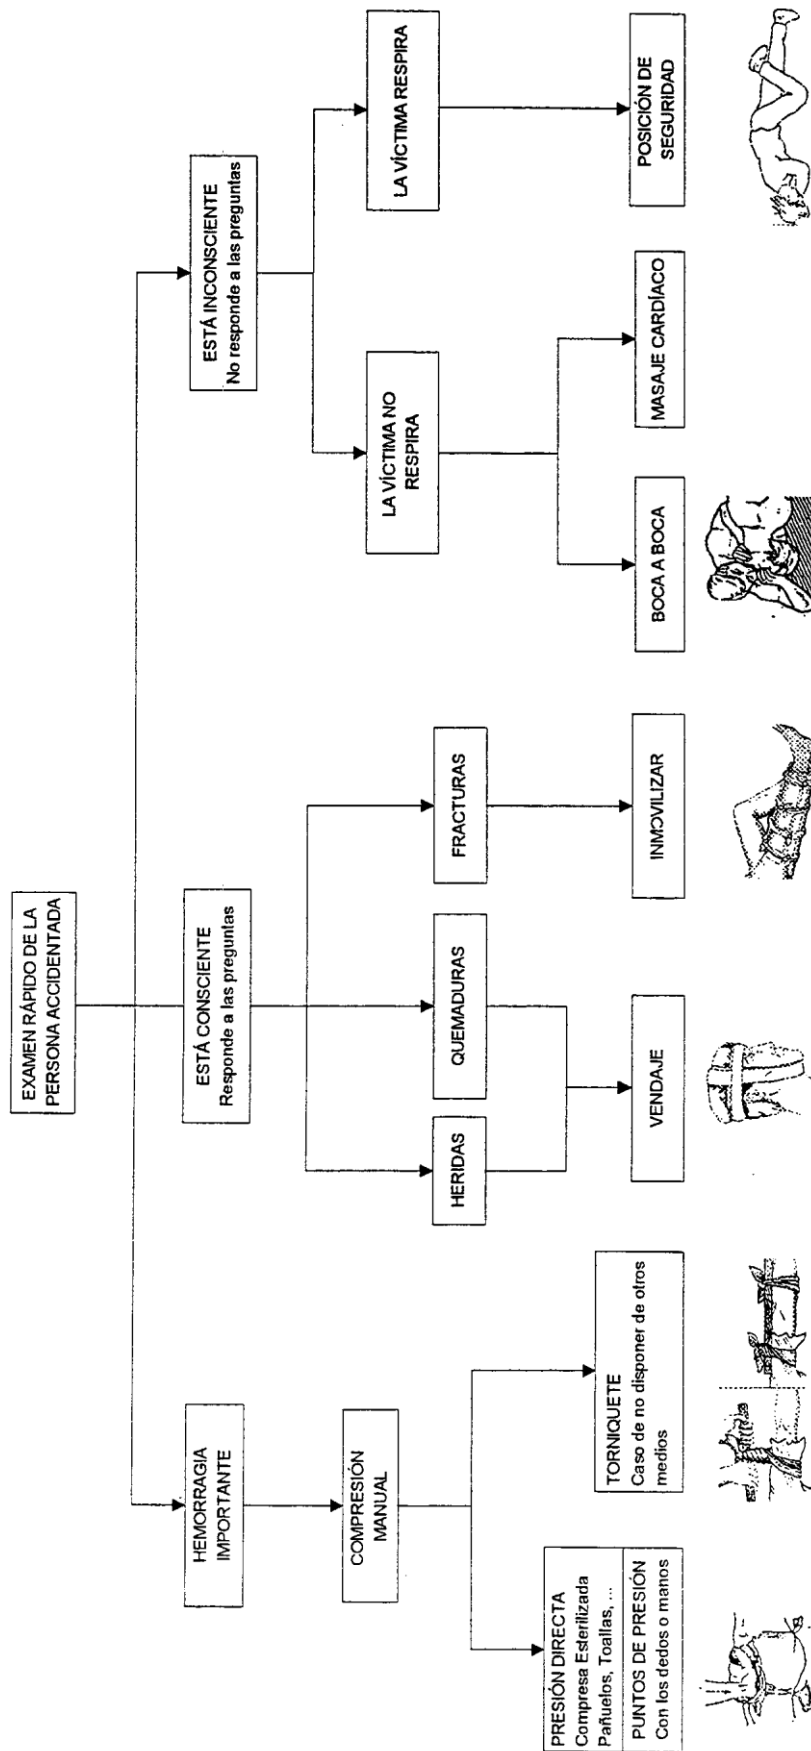 EXAMEN RÁPIDO DE LA
PERSONA ACCIDENTADA
HEMORRAGIA
IMPORTANTE
ESTÁ CONSCIENTE
Responde a las preguntas
ESTÁ INCONSCIENTE
No responde a las preguntas
COMPRESIÓN
MANUAL
HERIDAS
QUEMADURAS
FRACTURAS
LA VÍCTIMA NO
RESPIRA
LA VÍCTIMA RESPIRA
PRESIÓN DIRECTA
Compresa Esterilizada
Pañuelos, Toallas, ...
PUNTOS DE PRESIÓN
Con los dedos o manos
TORNIQUETE
Caso de no disponer de otros
medios
VENDAJE
INMOVILIZAR
BOCA A BOCA
MASAJE CARDÍACO
POSICIÓN DE
SEGURIDAD